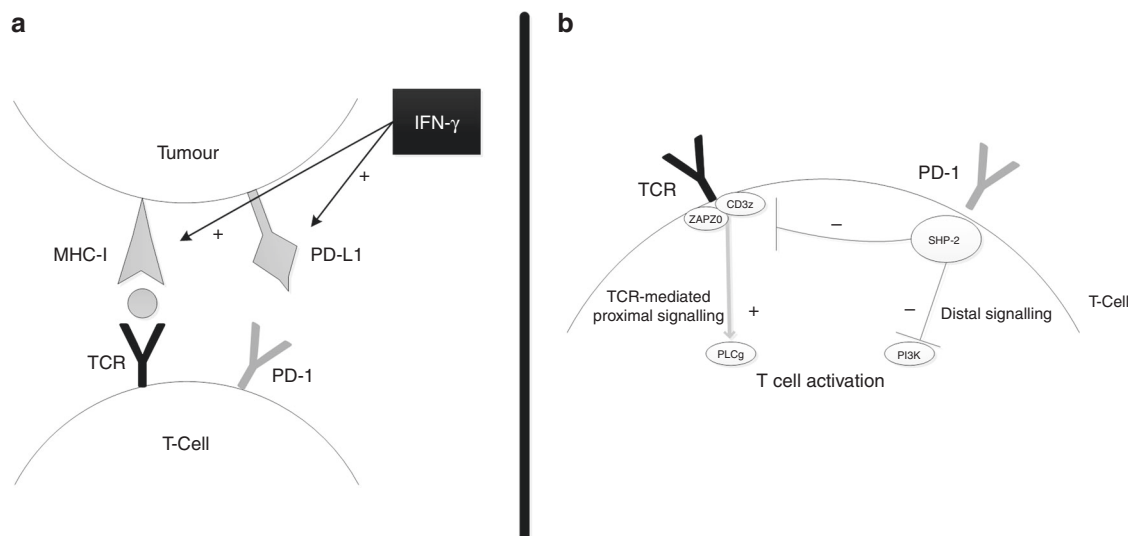 a
IFN-γ
Tumour
+
+
MHC-I
PD-L1
TCR
PD-1
T-Cell
b
PD-1
TCR
CD3z
ZAPZ0
–
SHP-2
T-Cell
TCR-mediated
proximal signalling
+
–
Distal signalling
PLCg
PI3K
T cell activation